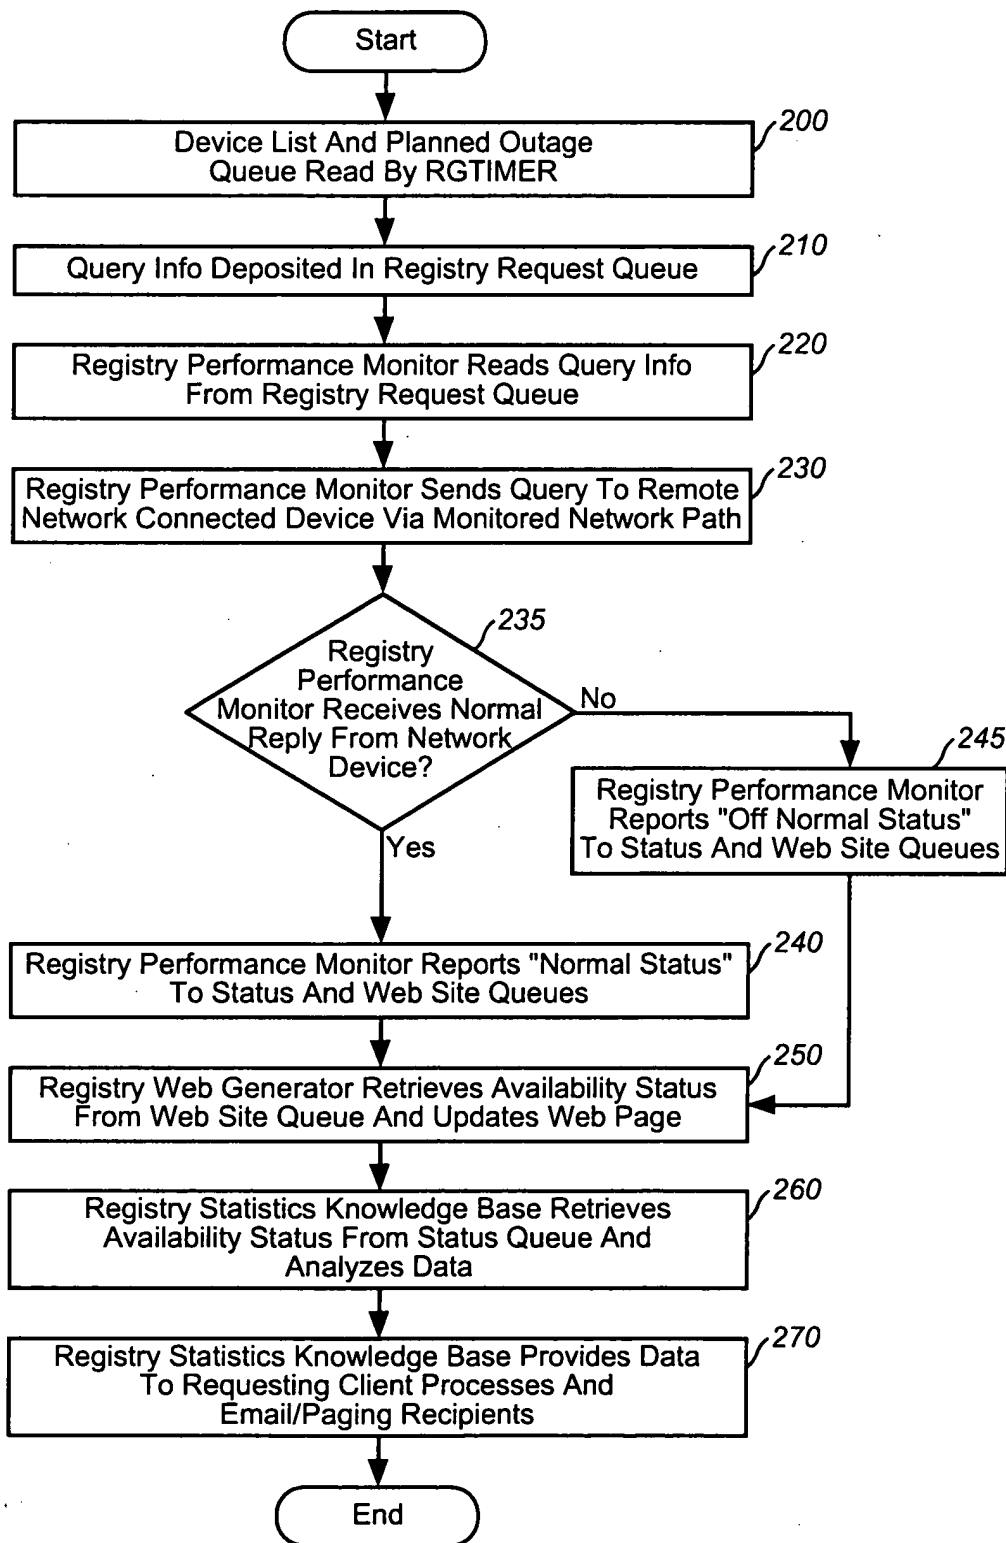 Start
200
Device List And Planned Outage
Queue Read By RGTIMER
210
Query Info Deposited In Registry Request Queue
220
Registry Performance Monitor Reads Query Info
From Registry Request Queue
230
Registry Performance Monitor Sends Query To Remote
Network Connected Device Via Monitored Network Path
235
Registry
Performance
Monitor Receives Normal
Reply From Network
Device?
No
245
Registry Performance Monitor
Reports "Off Normal Status"
To Status And Web Site Queues
Yes
240
Registry Performance Monitor Reports "Normal Status"
To Status And Web Site Queues
250
Registry Web Generator Retrieves Availability Status
From Web Site Queue And Updates Web Page
260
Registry Statistics Knowledge Base Retrieves
Availability Status From Status Queue And
Analyzes Data
270
Registry Statistics Knowledge Base Provides Data
To Requesting Client Processes And
Email/Paging Recipients
End